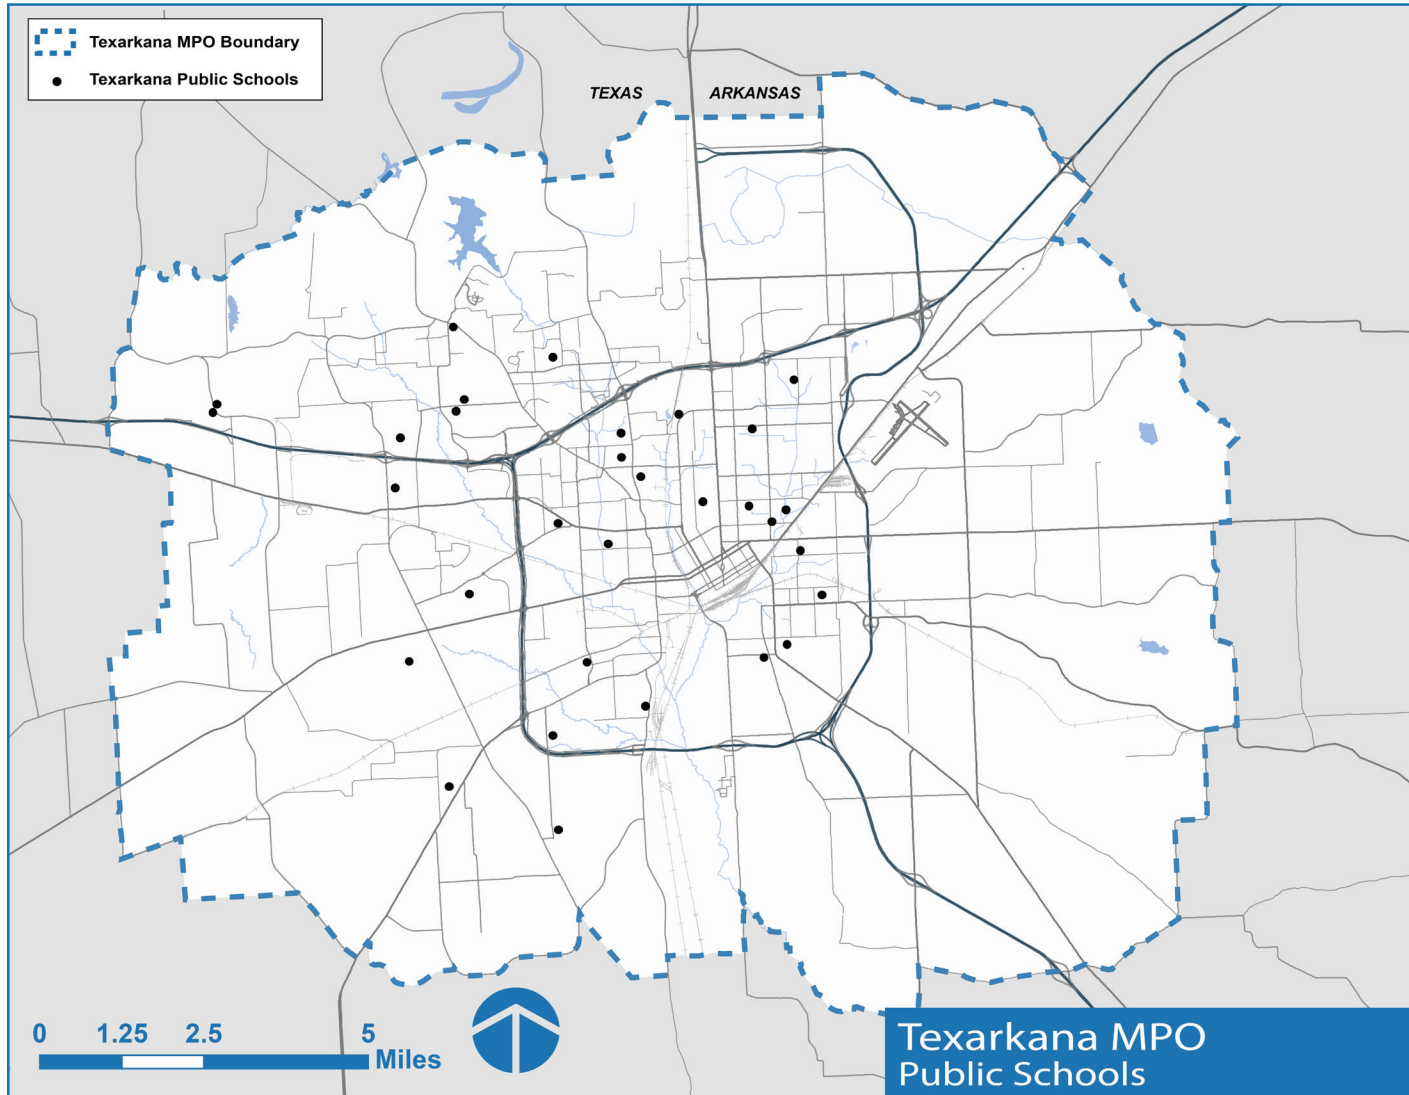 Texarkana MPO Boundary
Texarkana Public Schools
TEXAS ARKANSAS
0 1.25 2.5 5
Miles
Texarkana MPO
Public Schools